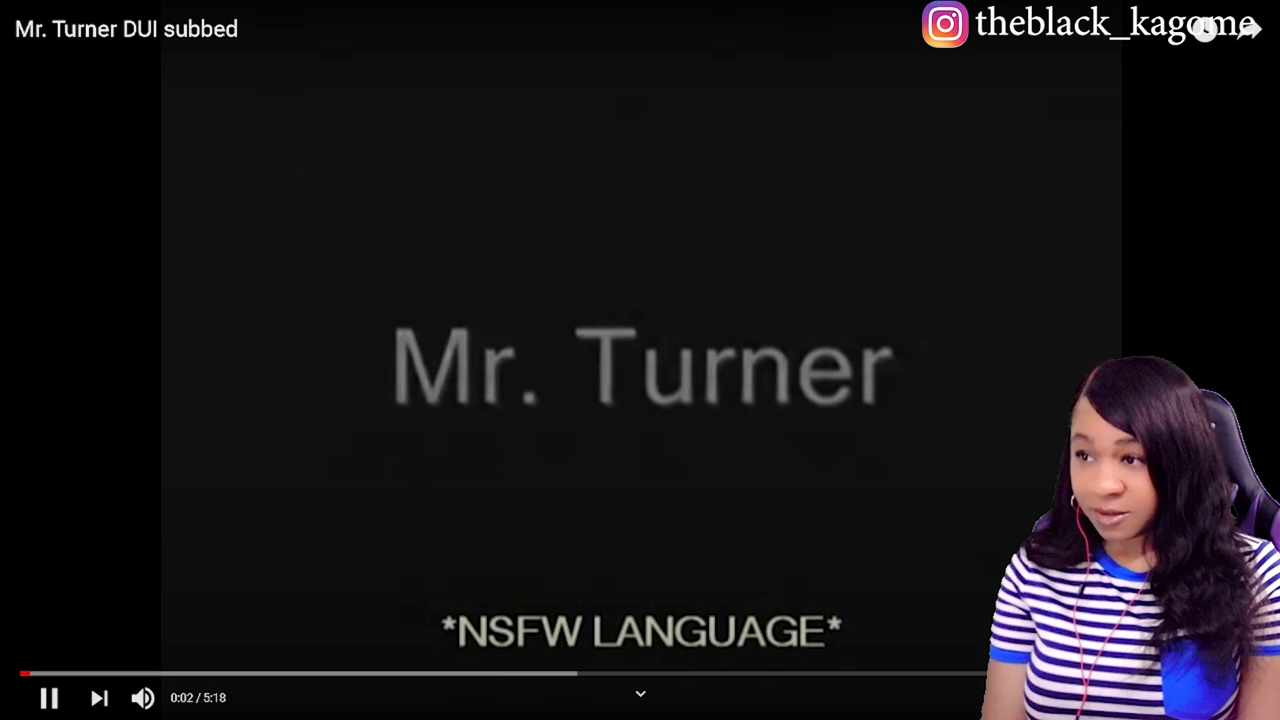 Mr. Turner DUI subbed
theblack_kagome
Mr. Turner
*NSFW LANGUAGE*
0:02 / 5:18